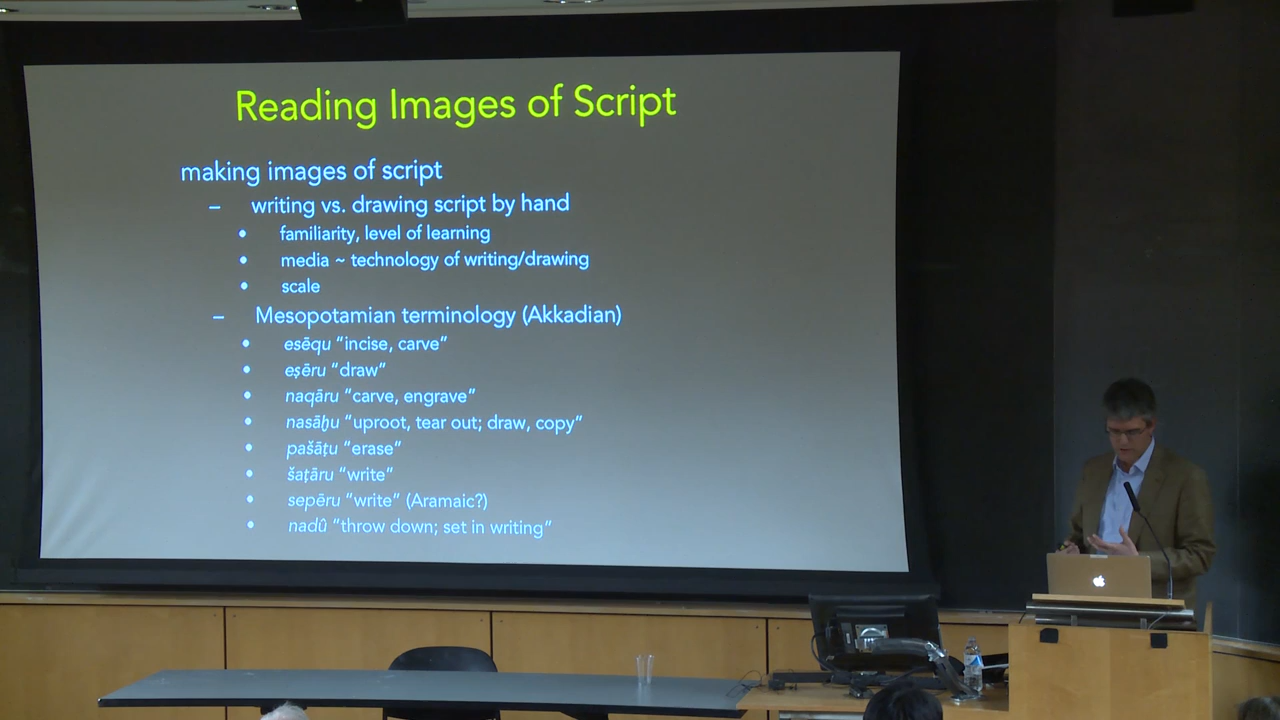 Reading Images of Script
making images of script
– writing vs. drawing script by hand
• familiarity, level of learning
• media ~ technology of writing/drawing
• scale
– Mesopotamian terminology (Akkadian)
• esēqu “incise, carve”
• eṣēru “draw”
• naqāru “carve, engrave”
• nasāḫu “uproot, tear out; draw, copy”
• pašāṭu “erase”
• šaṭāru “write”
• sepēru “write” (Aramaic?)
• nadû “throw down; set in writing”